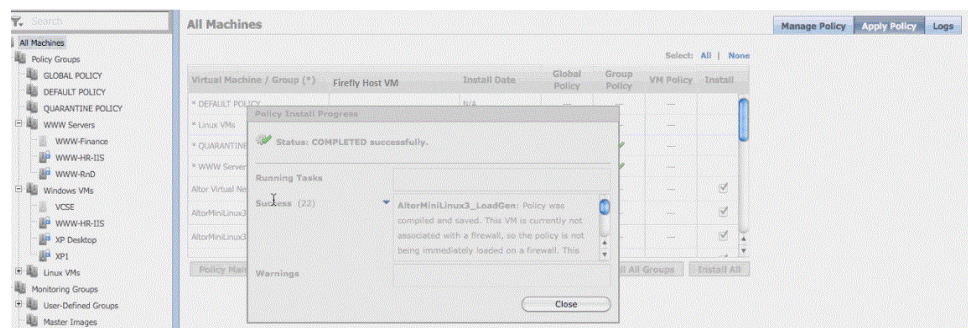 Search
All Machines
Policy Groups
GLOBAL POLICY
DEFAULT POLICY
QUARANTINE POLICY
WWW Servers
WWW-Finance
WWW-HR-IIS
WWW-RnD
Windows VMs
VCSE
WWW-HR-IIS
XP Desktop
XP1
Linux VMs
Monitoring Groups
User-Defined Groups
Master Images
All Machines
Manage Policy Apply Policy Logs
Select: All | None
Virtual Machine / Group (*) Firefly Host VM Install Date Global Policy Group Policy VM Policy Install
* DEFAULT POLICY N/A --- --- ---
* Linux VMs
* QUARANTINE
* WWW Server
Altor Virtual Ne
AltorMiniLinux3
AltorMiniLinux3
Policy Install Progress
Status: COMPLETED successfully.
Running Tasks
Success (22)
AltorMiniLinux3_LoadGen: Policy was
compiled and saved. This VM is currently not
associated with a firewall, so the policy is not
being immediately loaded on a firewall. This
Warnings
Close
Policy
All Groups
Install All